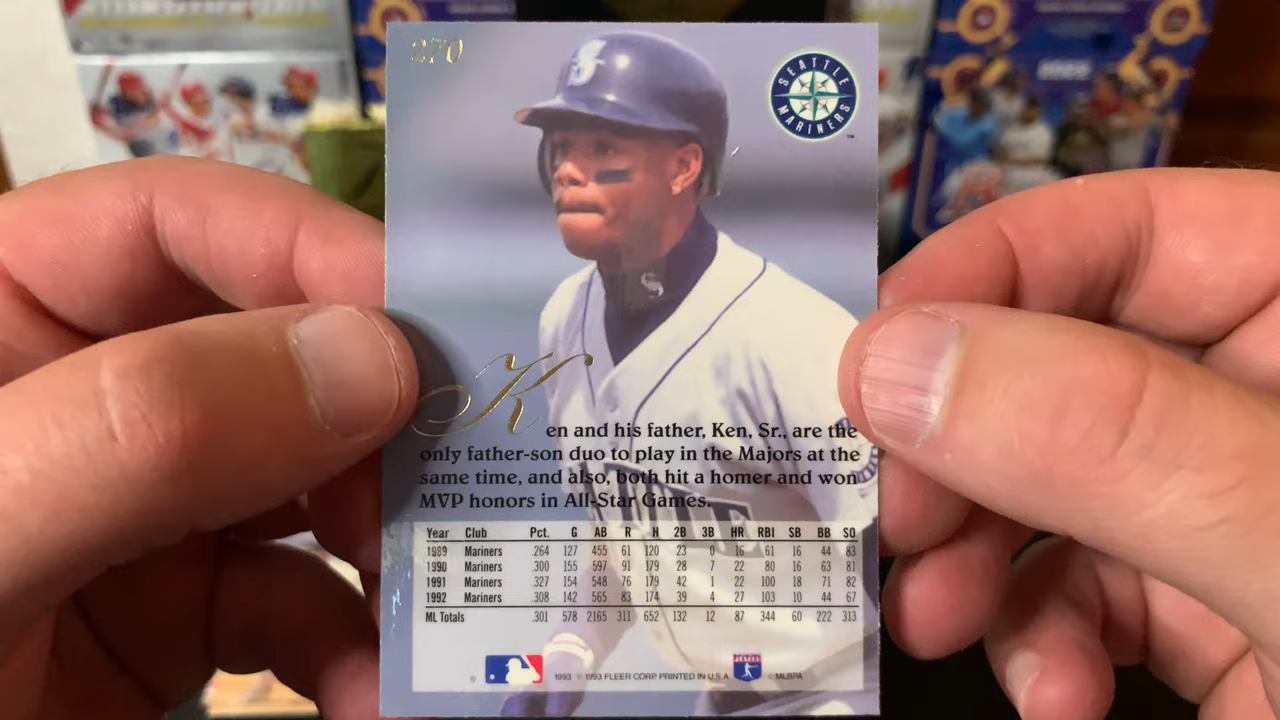 270
SEATTLE
MARINERS
™
Ken and his father, Ken, Sr., are the
only father-son duo to play in the Majors at the
same time, and also, both hit a homer and won
MVP honors in All-Star Games.
Year Club Pct. G AB R H 2B 3B HR RBI SB BB SO
1989 Mariners .264 127 455 61 120 23 0 16 61 16 44 83
1990 Mariners .300 155 597 91 179 28 7 22 80 16 63 81
1991 Mariners .327 154 548 76 179 42 1 22 100 18 71 82
1992 Mariners .308 142 565 83 174 39 4 27 103 10 44 67
ML Totals .301 578 2165 311 652 132 12 87 344 60 222 313
1993 © 1993 FLEER CORP. PRINTED IN U.S.A. PLAYERS © MLBPA